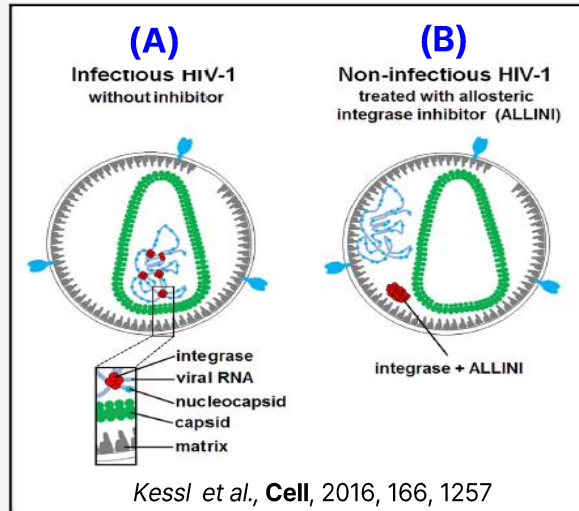 (A)
Infectious HIV-1
without inhibitor
(B)
Non-infectious HIV-1
treated with allosteric
integrase inhibitor (ALLINI)
integrase
viral RNA
nucleocapsid
capsid
matrix
integrase + ALLINI
Kessl et al., Cell, 2016, 166, 1257